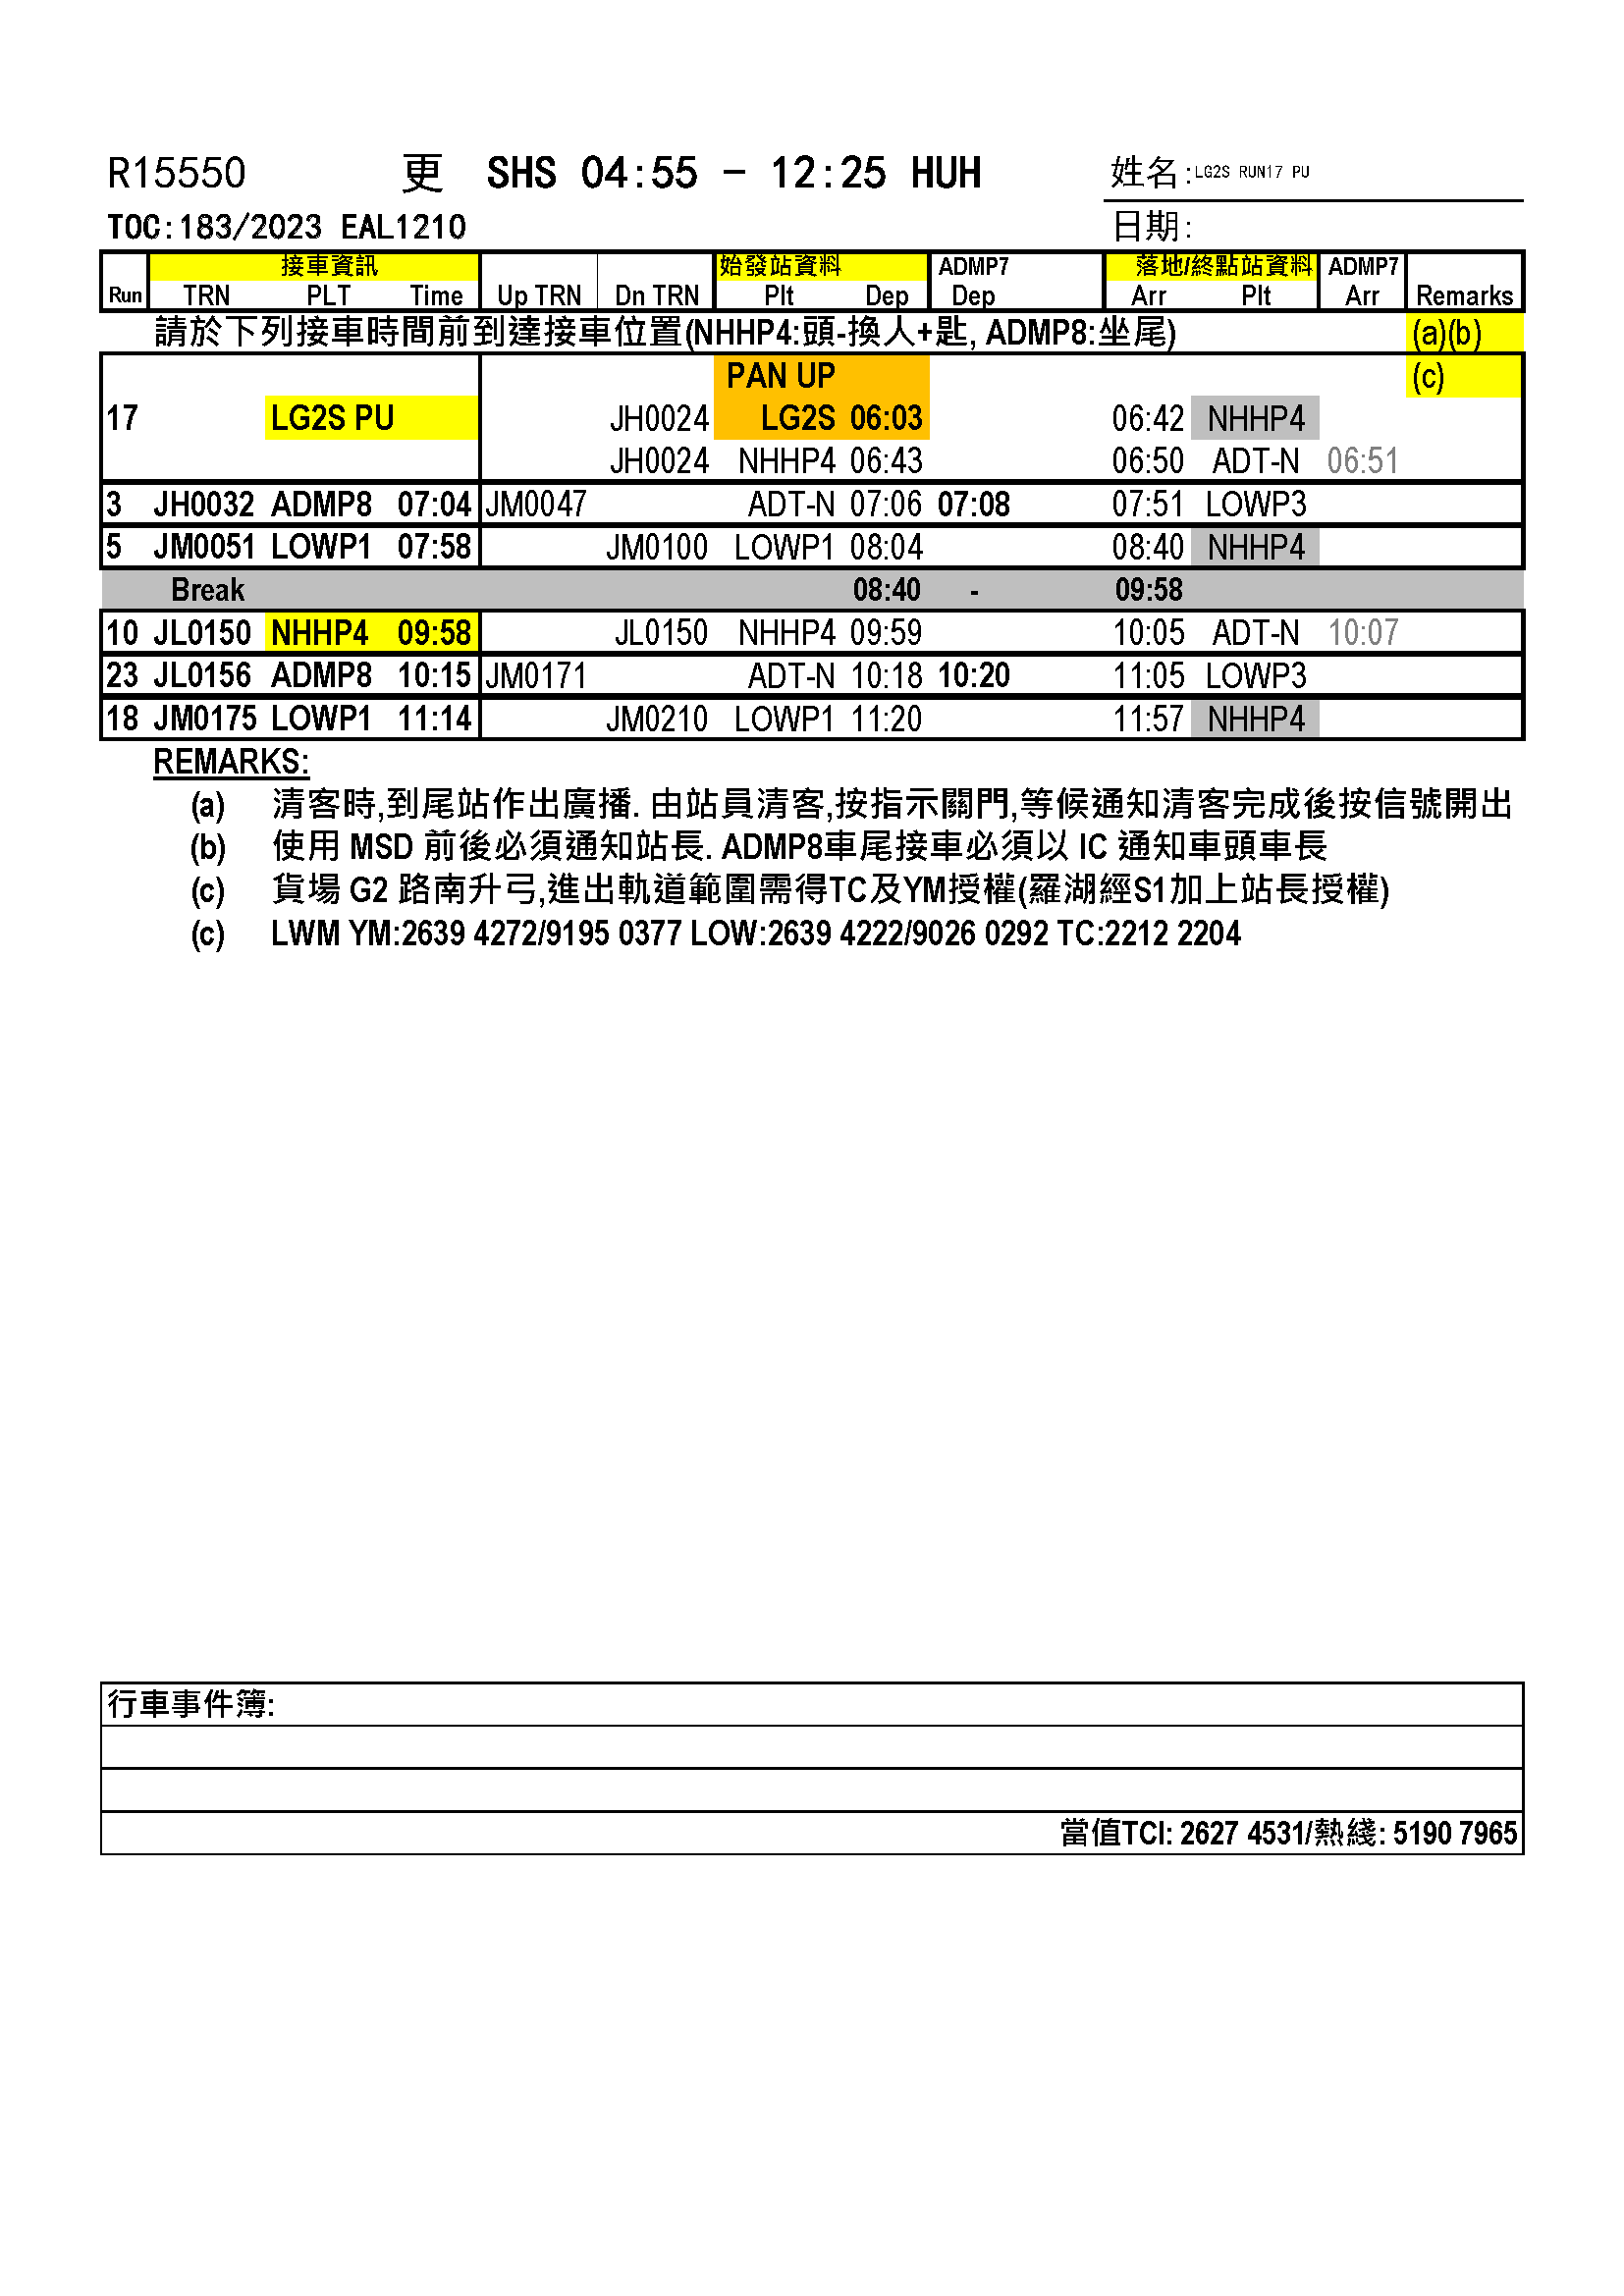 R15550 更 SHS 04:55 - 12:25 HUH 姓名:LG2S RUN17 PU
TOC:183/2023 EAL1210 日期:
接車資訊 始發站資料 ADMP7 落地/終點站資料 ADMP7
Run TRN PLT Time Up TRN Dn TRN Plt Dep Dep Arr Plt Arr Remarks
請於下列接車時間前到達接車位置(NHHP4:頭-換人+匙, ADMP8:坐尾) (a)(b)
PAN UP (c)
17 LG2S PU JH0024 LG2S 06:03 06:42 NHHP4
JH0024 NHHP4 06:43 06:50 ADT-N 06:51
3 JH0032 ADMP8 07:04 JM0047 ADT-N 07:06 07:08 07:51 LOWP3
5 JM0051 LOWP1 07:58 JM0100 LOWP1 08:04 08:40 NHHP4
Break 08:40 - 09:58
10 JL0150 NHHP4 09:58 JL0150 NHHP4 09:59 10:05 ADT-N 10:07
23 JL0156 ADMP8 10:15 JM0171 ADT-N 10:18 10:20 11:05 LOWP3
18 JM0175 LOWP1 11:14 JM0210 LOWP1 11:20 11:57 NHHP4
REMARKS:
(a) 清客時,到尾站作出廣播. 由站員清客,按指示關門,等候通知清客完成後按信號開出
(b) 使用 MSD 前後必須通知站長. ADMP8車尾接車必須以 IC 通知車頭車長
(c) 貨場 G2 路南升弓,進出軌道範圍需得TC及YM授權(羅湖經S1加上站長授權)
(c) LWM YM:2639 4272/9195 0377 LOW:2639 4222/9026 0292 TC:2212 2204
行車事件簿:
當值TCI: 2627 4531/熱綫: 5190 7965